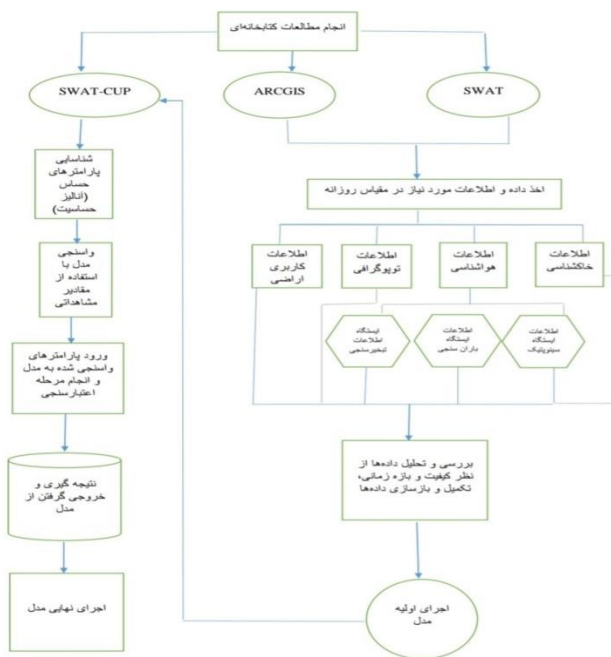 انجام مطالعات کتابخانه‌ای
SWAT-CUP
ARCGIS
SWAT
شناسایی
پارامترهای
حساس
(آنالیز
حساسیت)
واسنجی
مدل با
استفاده از
مقادیر
مشاهداتی
ورود پارامترهای
واسنجی شده به مدل
و انجام مرحله
اعتبارسنجی
نتیجه گیری و
خروجی گرفتن از
مدل
اجرای نهایی مدل
اخذ داده و اطلاعات مورد نیاز در مقیاس روزانه
اطلاعات
خاکشناسی
اطلاعات
هواشناسی
اطلاعات
توپوگرافی
اطلاعات
کاربری
اراضی
اطلاعات
ایستگاه
سینوپتیک
اطلاعات
ایستگاه
باران سنجی
ایستگاه
اطلاعات
تبخیرسنجی
بررسی و تحلیل داده‌ها از
نظر کیفیت و بازه زمانی،
تکمیل و بازسازی داده‌ها
اجرای اولیه
مدل